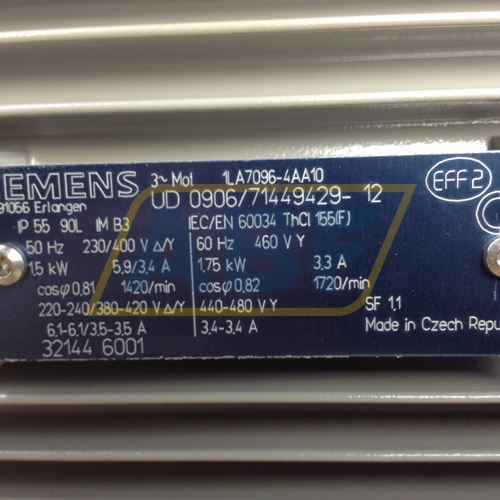 SIEMENS 3~ Mot 1LA7096-4AA10 EFF2
91056 Erlangen UD 0906/71449429-12
IP 55 90L IM B3 IEC/EN 60034 ThCl 155(F)
50 Hz 230/400 V Δ/Y 60 Hz 460 V Y
1,5 kW 5,9/3,4 A 1,75 kW 3,3 A
cosφ 0,81 1420/min cosφ 0,82 1720/min
220-240/380-420 V Δ/Y 440-480 V Y SF 1,1
6,1-6,1/3,5-3,5 A 3,4-3,4 A Made in Czech Repu
32144 6001